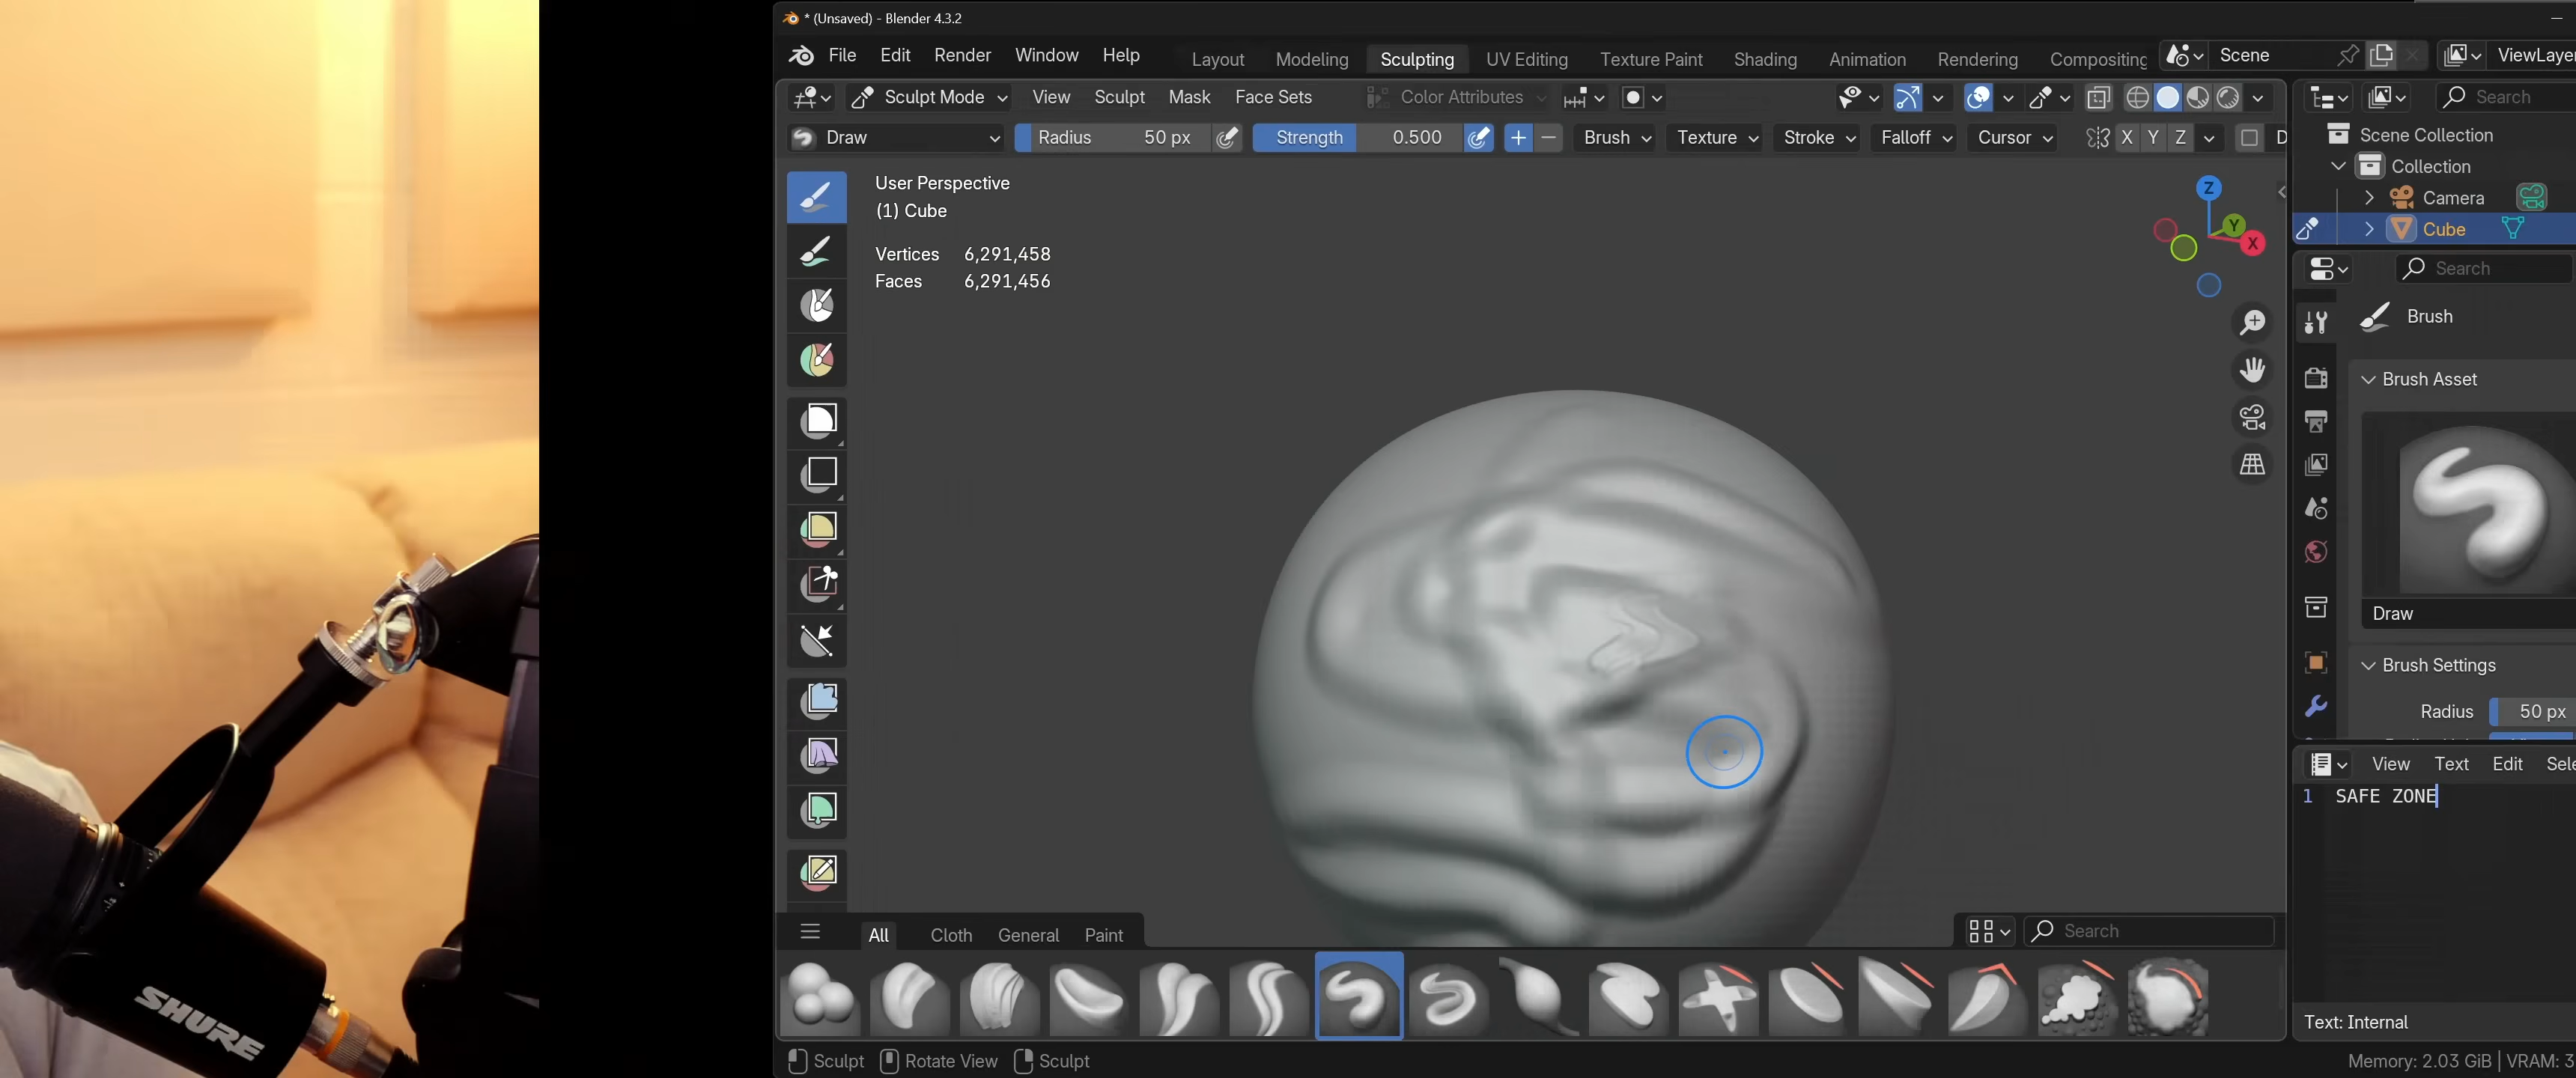 * (Unsaved) - Blender 4.3.2
File Edit Render Window Help Layout Modeling Sculpting UV Editing Texture Paint Shading Animation Rendering Compositing Scene ViewLayer
Sculpt Mode View Sculpt Mask Face Sets Color Attributes Search
Draw Radius 50 px Strength 0.500 Brush Texture Stroke Falloff Cursor X Y Z D
Scene Collection
Collection
Camera
Cube
User Perspective
(1) Cube
Vertices 6,291,458
Faces 6,291,456
Z
Y
X
Search
Brush
Brush Asset
Draw
Brush Settings
Radius 50 px
View Text Edit Sele
1 SAFE ZONE
Text: Internal
All Cloth General Paint Search
Sculpt Rotate View Sculpt
Memory: 2.03 GiB | VRAM: 3
SHURE